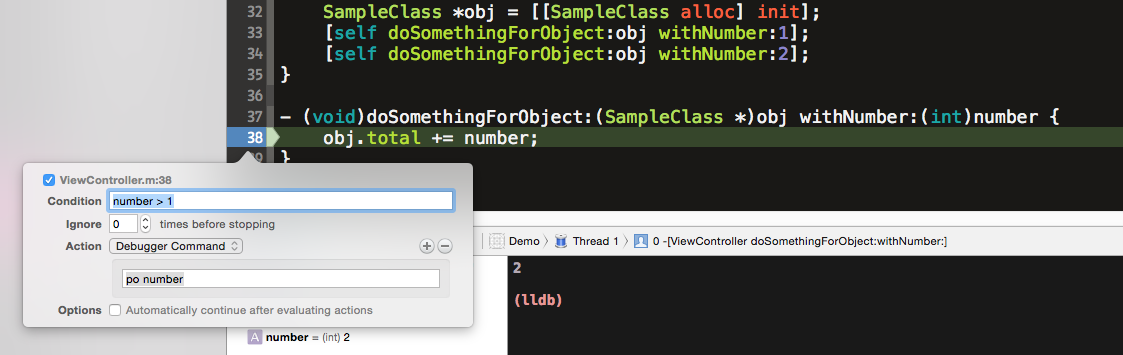 32 SampleClass *obj = [[SampleClass alloc] init];
33 [self doSomethingForObject:obj withNumber:1];
34 [self doSomethingForObject:obj withNumber:2];
35 }
36
37 - (void)doSomethingForObject:(SampleClass *)obj withNumber:(int)number {
38 obj.total += number;
39 }
ViewController.m:38
Condition number > 1
Ignore 0 times before stopping
Action Debugger Command
po number
Options Automatically continue after evaluating actions
Demo Thread 1 0 -[ViewController doSomethingForObject:withNumber:]
2
(lldb)
A number = (int) 2